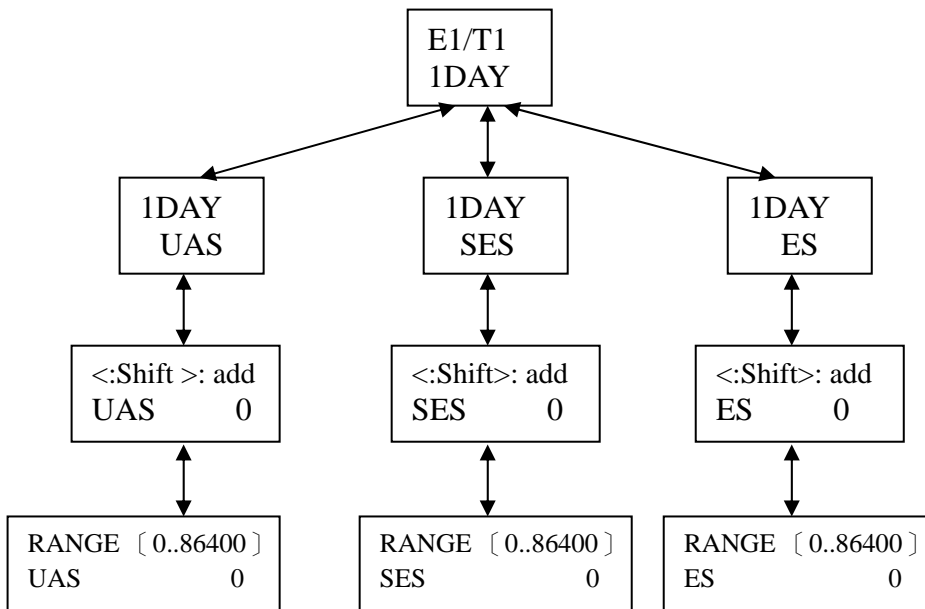 E1/T1
1DAY
1DAY
UAS
1DAY
SES
1DAY
ES
<:Shift >: add
UAS 0
<:Shift>: add
SES 0
<:Shift>: add
ES 0
RANGE〔0..86400〕
UAS 0
RANGE〔0..86400〕
SES 0
RANGE〔0..86400〕
ES 0